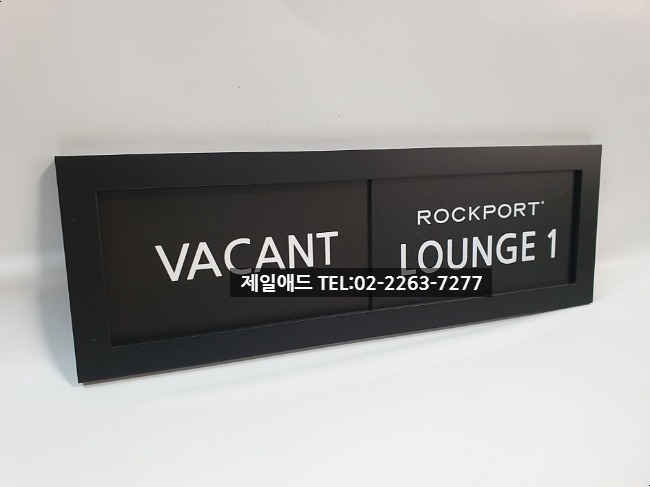 VACANT
ROCKPORT
LOUNGE 1
제일애드 TEL:02-2263-7277